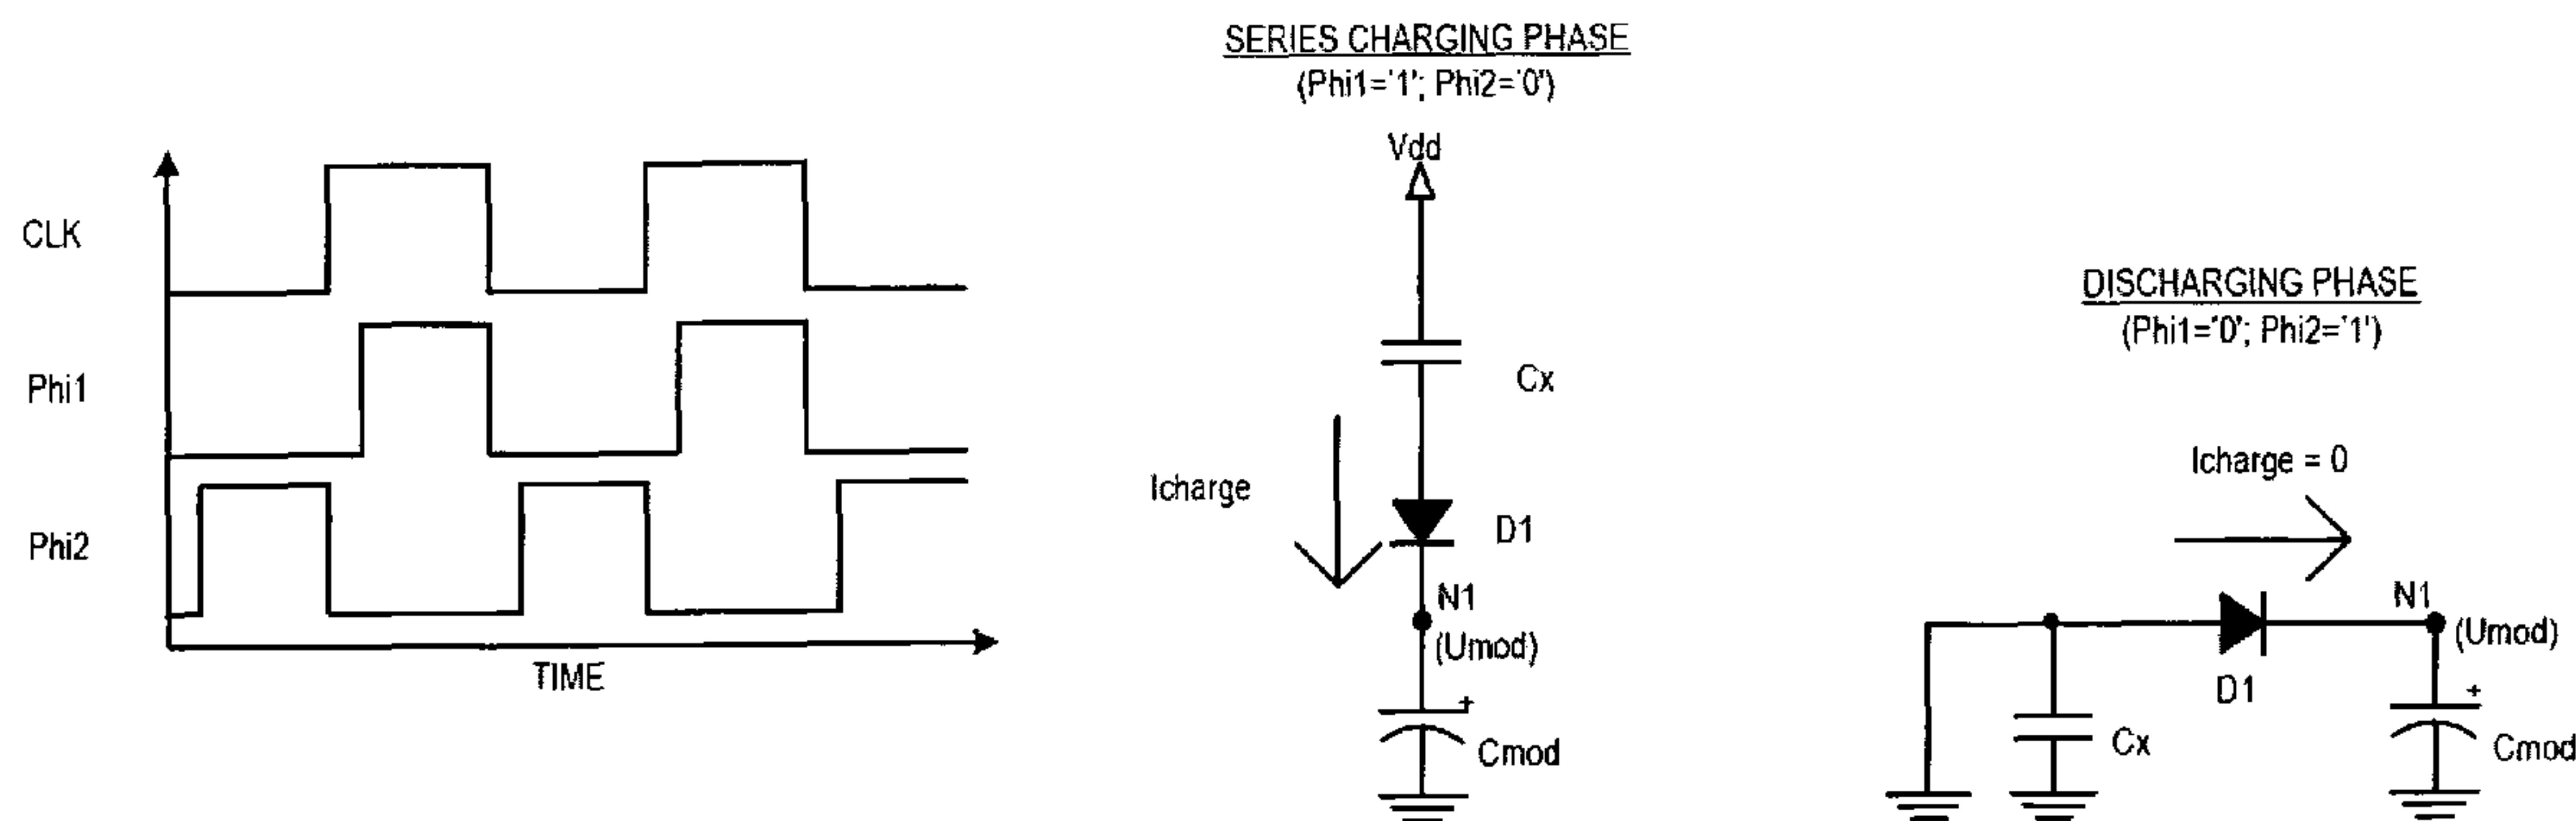 CLK
Phi1
Phi2
TIME
SERIES CHARGING PHASE
(Phi1='1'; Phi2='0')
Vdd
Cx
Icharge
D1
N1
(Umod)
+
Cmod
DISCHARGING PHASE
(Phi1='0'; Phi2='1')
Icharge = 0
N1
(Umod)
D1
+
Cx
Cmod